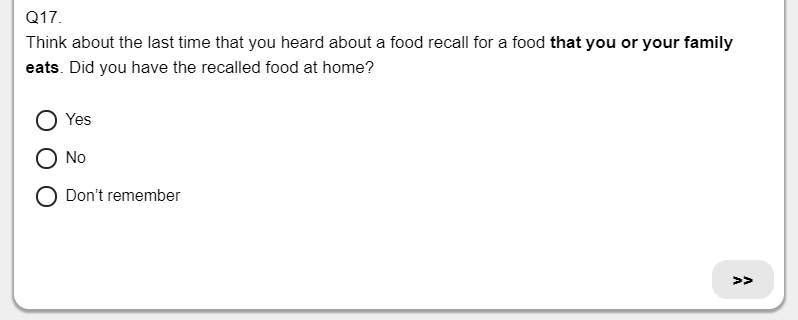 Q17.
Think about the last time that you heard about a food recall for a food that you or your family
eats. Did you have the recalled food at home?
Yes
No
Don't remember
>>